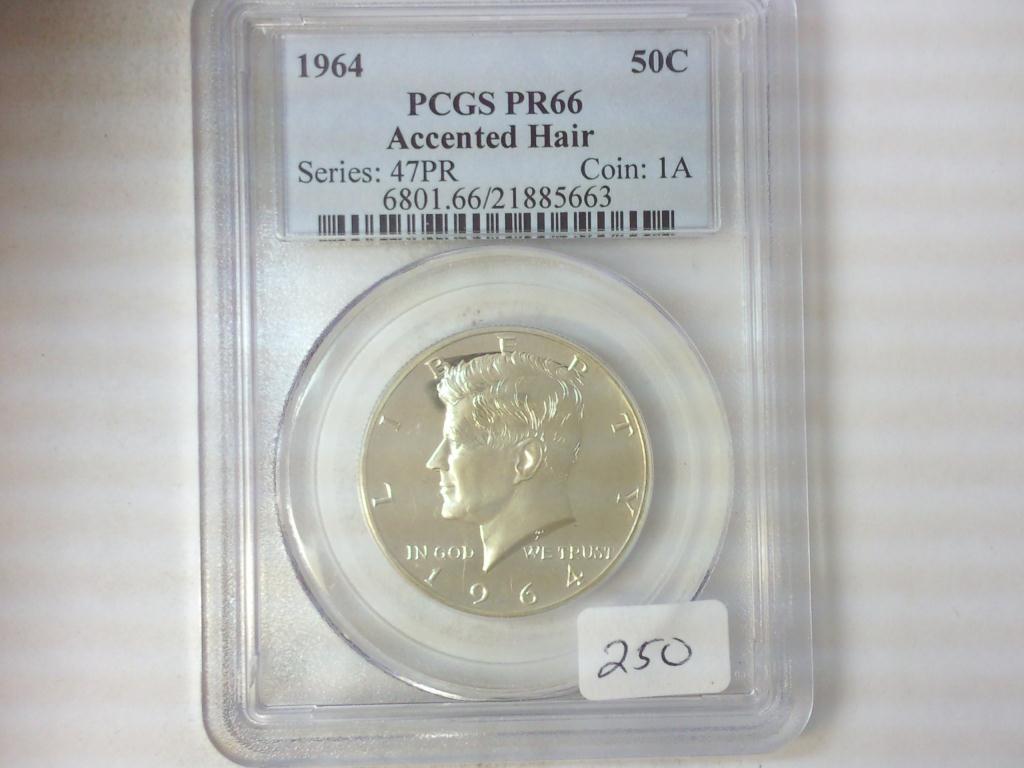 1964 50C
PCGS PR66
Accented Hair
Series: 47PR Coin: 1A
6801.66/21885663
LIBERTY
IN GOD WE TRUST
1964
250